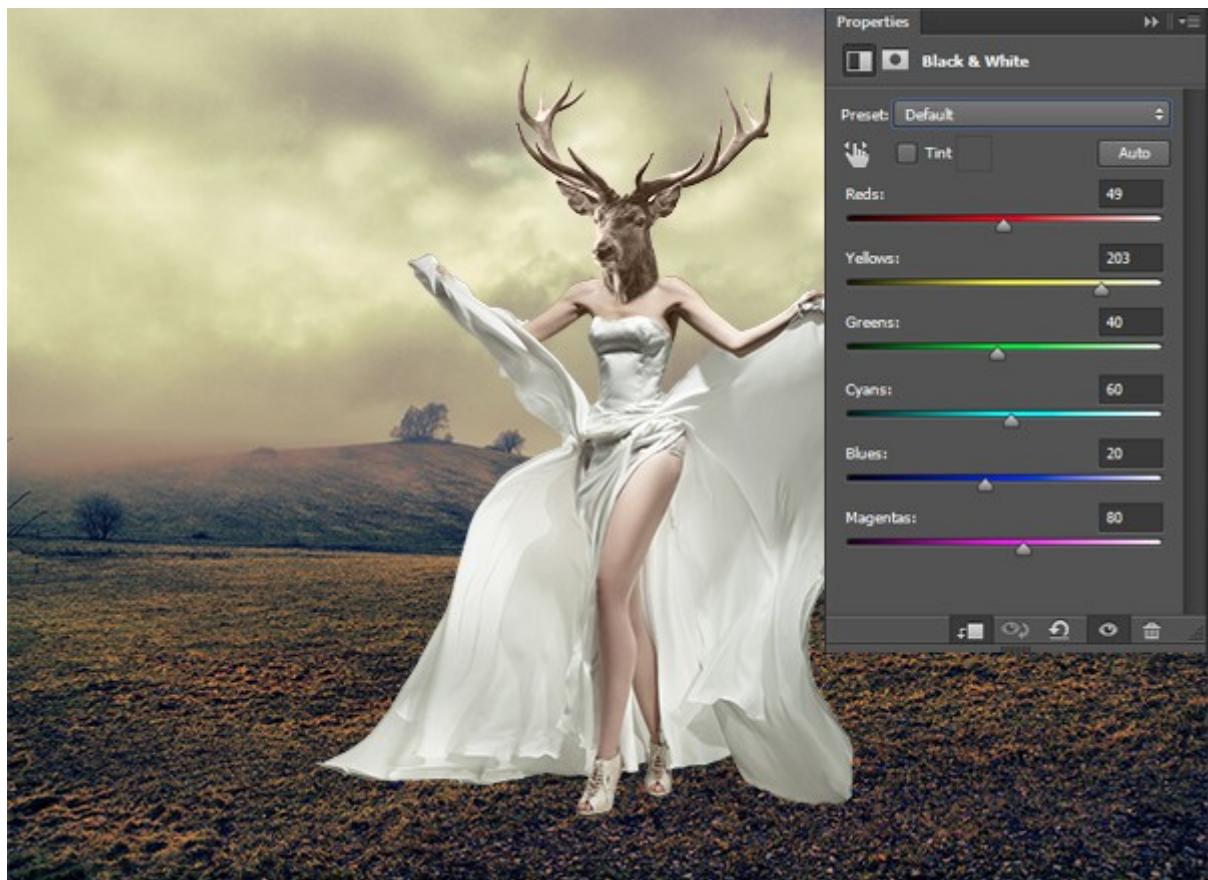 Properties
Black & White
Preset: Default
Tint Auto
Reds: 49
Yellows: 203
Greens: 40
Cyans: 60
Blues: 20
Magentas: 80